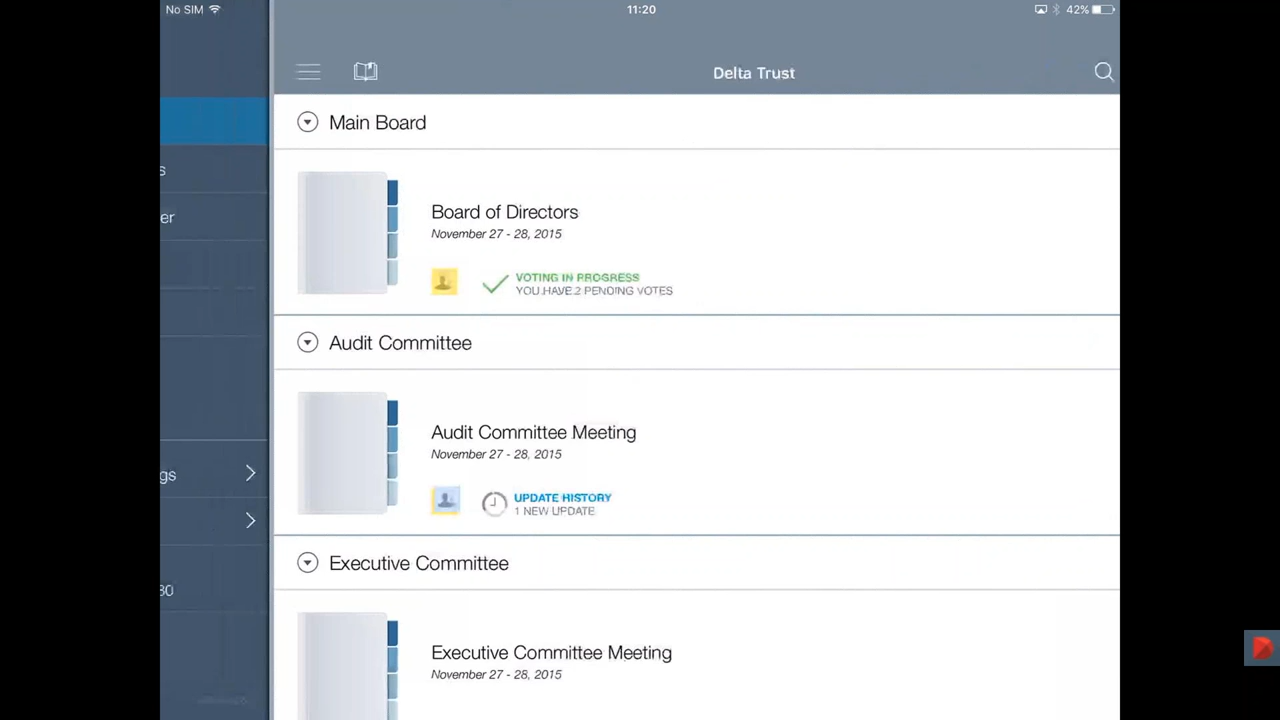 No SIM
11:20
42%
Delta Trust
Main Board
Board of Directors
November 27 - 28, 2015
VOTING IN PROGRESS
YOU HAVE 2 PENDING VOTES
Audit Committee
Audit Committee Meeting
November 27 - 28, 2015
UPDATE HISTORY
1 NEW UPDATE
Executive Committee
Executive Committee Meeting
November 27 - 28, 2015
s
er
gs